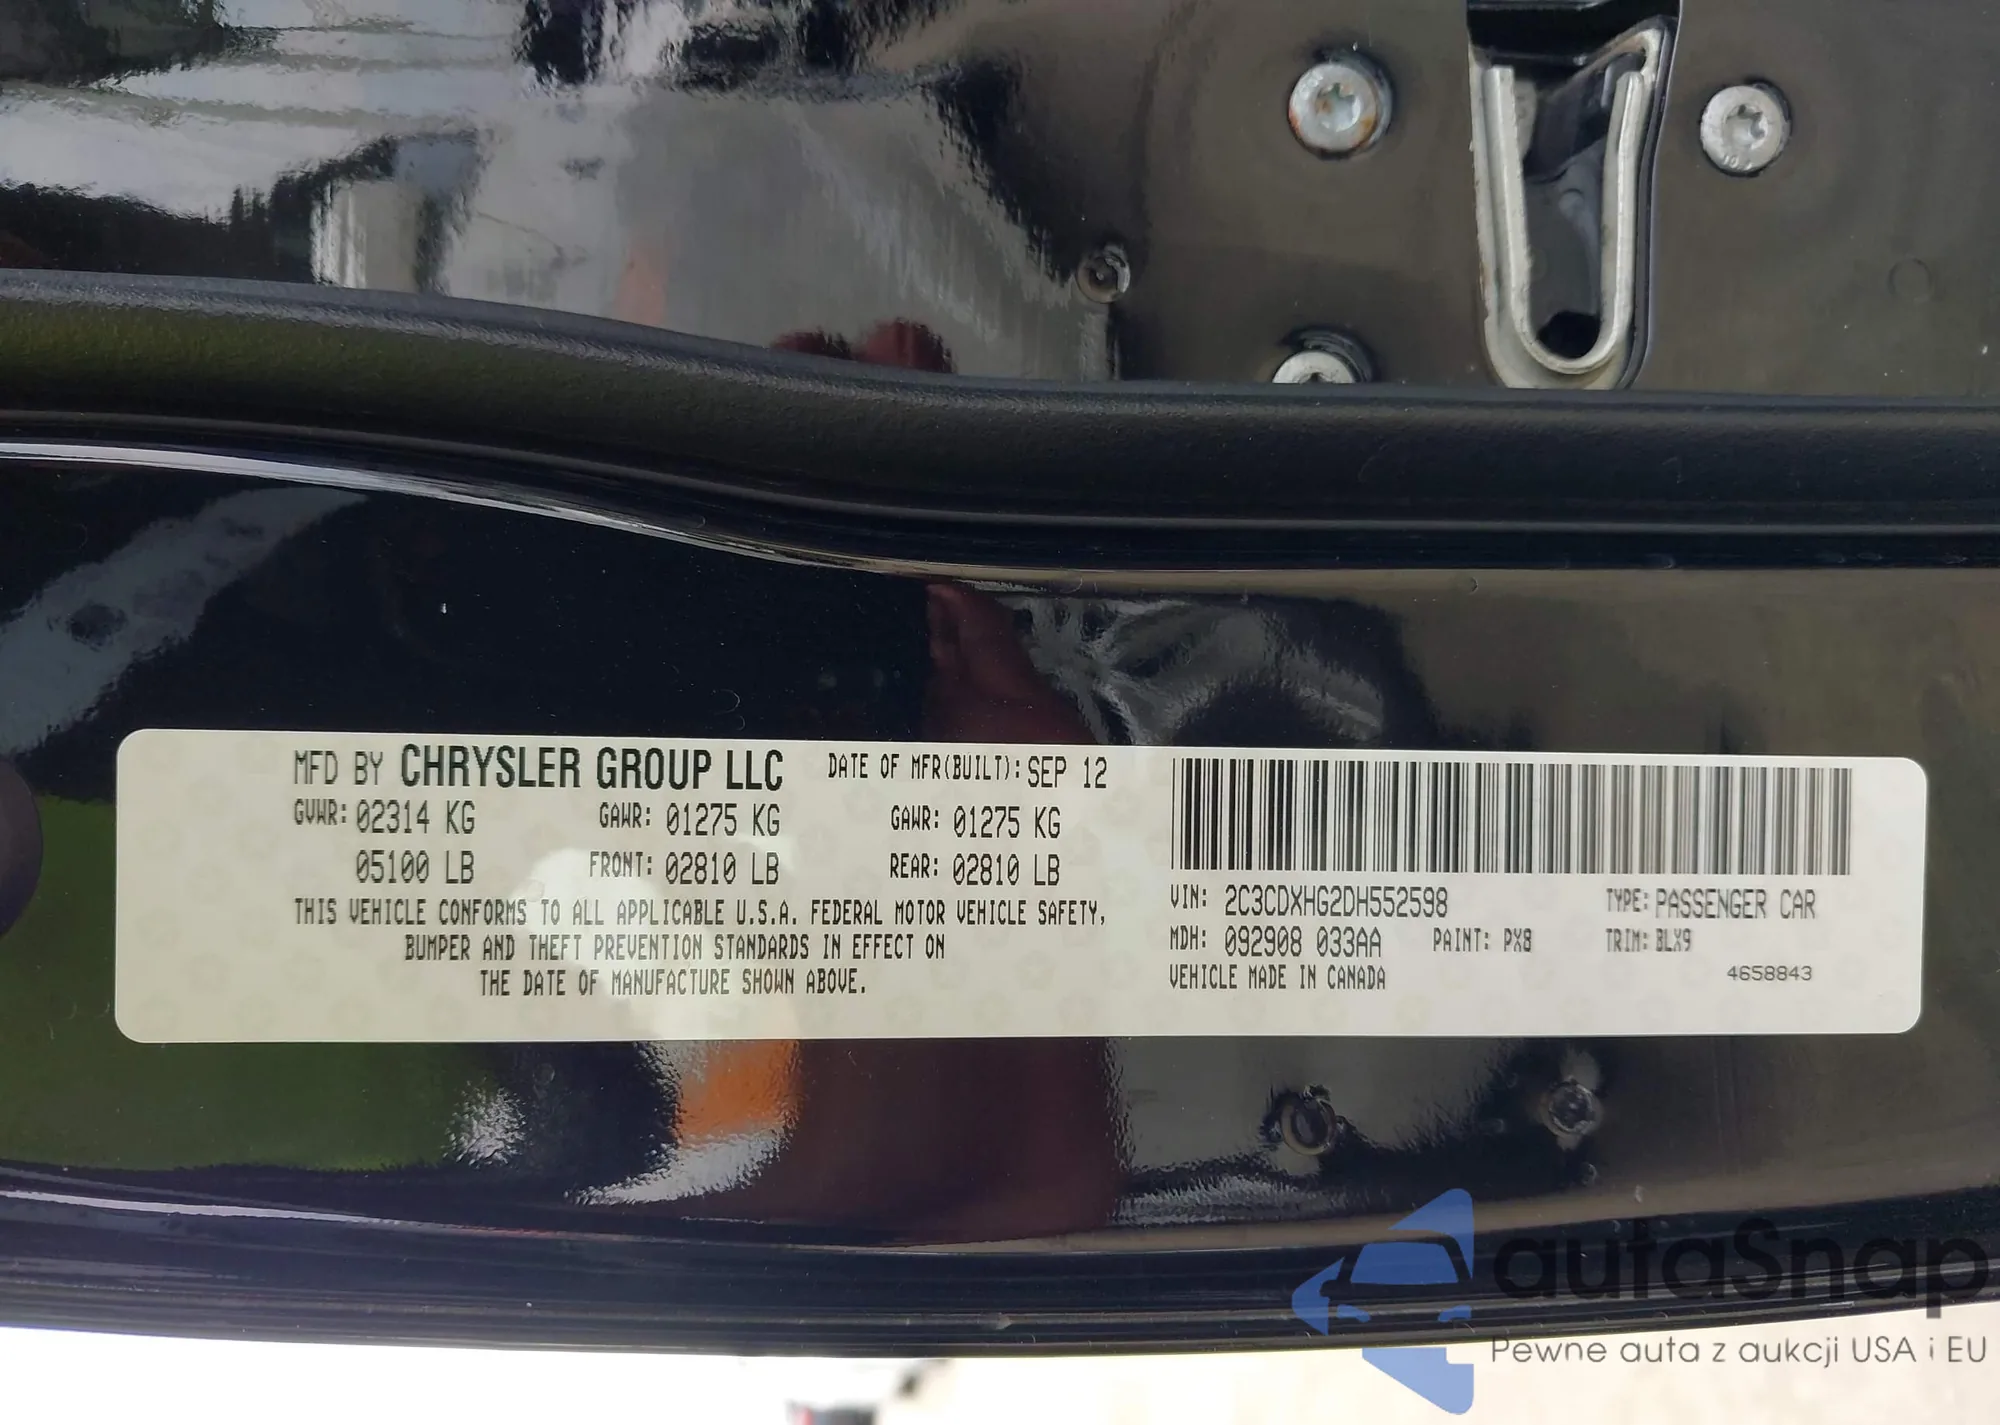 MFD BY CHRYSLER GROUP LLC DATE OF MFR(BUILT): SEP 12
GVWR: 02314 KG GAWR: 01275 KG GAWR: 01275 KG
05100 LB FRONT: 02810 LB REAR: 02810 LB
THIS VEHICLE CONFORMS TO ALL APPLICABLE U.S.A. FEDERAL MOTOR VEHICLE SAFETY,
BUMPER AND THEFT PREVENTION STANDARDS IN EFFECT ON
THE DATE OF MANUFACTURE SHOWN ABOVE.
VIN: 2C3CDXHG2DH552598 TYPE: PASSENGER CAR
MDH: 092908 033AA PAINT: PX8 TRIM: BLX9
VEHICLE MADE IN CANADA 4658843
10
autaSnap
Pewne auta z aukcji USA i EU